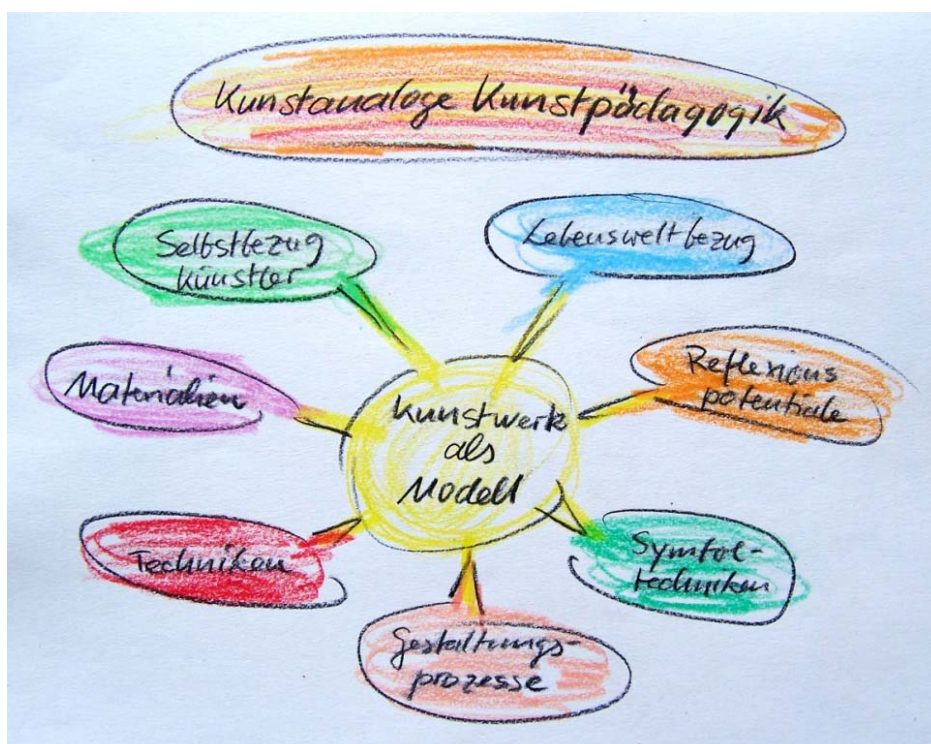 Kunstanaloge Kunstpädagogik
Selbstbezug
Künstler
Lebensweltbezug
Materialien
Reflexions
potentiale
Kunstwerk
als
Modell
Techniken
Symbol-
techniken
Gestaltungs-
prozesse